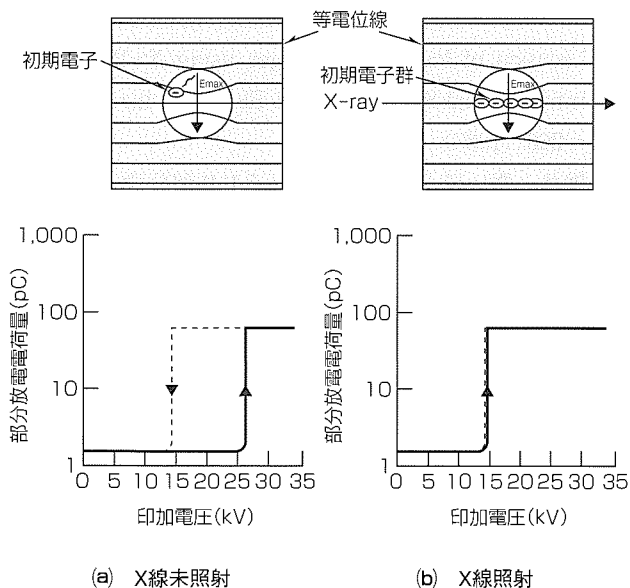 等電位線
初期電子
Emax
初期電子群
X-ray
Emax
部分放電電荷量(pC)
1,000
100
10
1
0 5 10 15 20 25 30 35
印加電圧(kV)
(a) X線未照射
部分放電電荷量(pC)
1,000
100
10
1
0 5 10 15 20 25 30 35
印加電圧(kV)
(b) X線照射